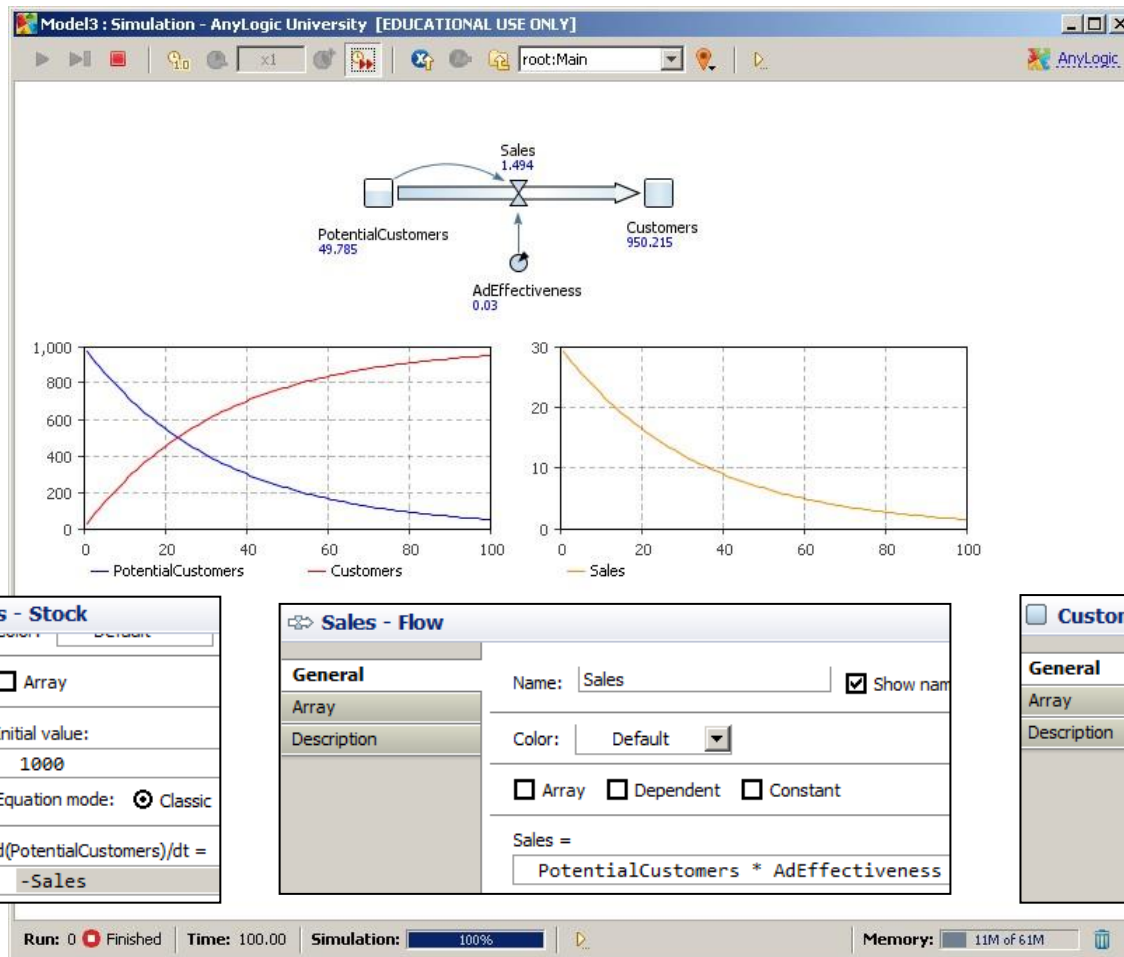 Model3 : Simulation - AnyLogic University [EDUCATIONAL USE ONLY]
x1
root:Main
AnyLogic
Sales
1.494
PotentialCustomers
49.785
Customers
950.215
AdEffectiveness
0.03
1,000
800
600
400
200
0
0 20 40 60 80 100
PotentialCustomers Customers
30
20
10
0
0 20 40 60 80 100
Sales
s - Stock
Default
Array
Initial value:
1000
Equation mode: Classic
d(PotentialCustomers)/dt =
-Sales
Sales - Flow
General
Array
Description
Name: Sales Show nam
Color: Default
Array Dependent Constant
Sales =
PotentialCustomers * AdEffectiveness
Custom
General
Array
Description
Run: 0 Finished Time: 100.00 Simulation: 100% Memory: 11M of 61M